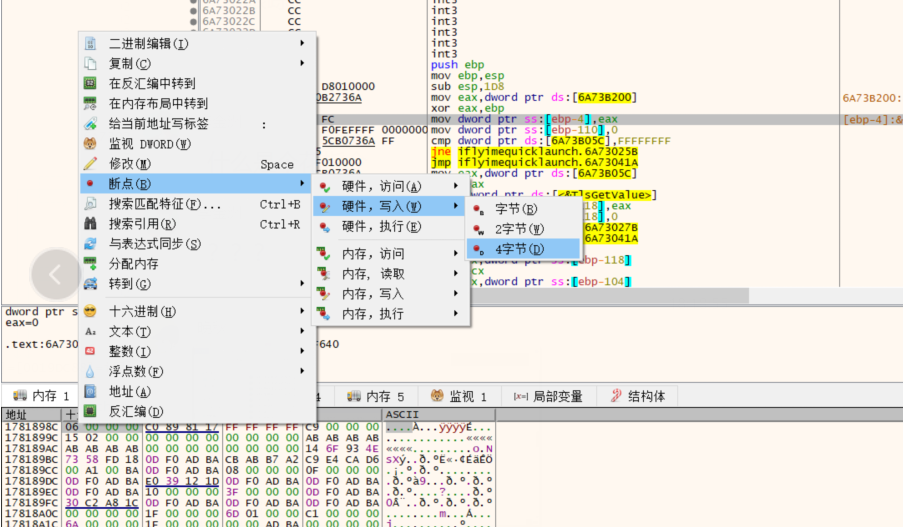 6A73022A CC int3
6A73022B CC int3
6A73022C CC int3
int3
int3
push ebp
mov ebp,esp
D8010000 sub esp,1D8
0B2736A mov eax,dword ptr ds:[6A73B200] 6A73B200:
xor eax,ebp
FC mov dword ptr ss:[ebp-4],eax [ebp-4]:&
F0FEFFFF 0000000 mov dword ptr ss:[ebp-110],0
5CB0736A FF cmp dword ptr ds:[6A73B05C],FFFFFFFF
jne iflyimequicklaunch.6A73025B
F010000 jmp iflyimequicklaunch.6A73041A
mov eax,dword ptr ds:[6A73B05C]
ax
dword ptr ds:[<&TlsGetValue>]
18],eax
18],0
6A73027B
6A73041A
ptr ss:[ebp-118]
cx
x,dword ptr ss:[ebp-104]
二进制编辑(I)
复制(C)
在反汇编中转到
在内存布局中转到
给当前地址写标签 :
监视 DWORD(W)
修改(M) Space
断点(B)
搜索匹配特征(F)... Ctrl+B
搜索引用(R) Ctrl+R
与表达式同步(S)
分配内存
转到(G)
十六进制(H)
文本(T)
整数(I)
浮点数(F)
地址(A)
反汇编(D)
硬件，访问(A)
硬件，写入(W)
硬件，执行(E)
内存，访问
内存，读取
内存，写入
内存，执行
字节(B)
2字节(W)
4字节(D)
dword ptr s
eax=0
.text:6A730 F640
内存 1 4 内存 5 监视 1 局部变量 结构体
地址 十 ASCII
1781898C 06 00 00 00 C0 89 81 17 FF FF FF FF C9 00 00 00 ....À...ÿÿÿÿÉ...
1781899C 15 02 00 00 00 00 00 00 00 00 00 00 AB AB AB AB ............««««
178189AC AB AB AB AB 00 00 00 00 00 00 00 00 14 6F 93 4E ««««.........o.N
178189BC 73 58 FD 18 0D F0 AD BA CB AB B7 A2 C9 E4 CA D6 sXý..ð.ºË«·¢ÉäÊÖ
178189CC 00 A1 00 BA 0D F0 AD BA 08 00 00 00 0F 00 00 00 .¡.º.ð.º........
178189DC 0D F0 AD BA E0 39 12 1D 0D F0 AD BA 0D F0 AD BA .ð.ºà9...ð.º.ð.º
178189EC 0D F0 AD BA 10 00 00 00 3F 00 00 00 0D F0 AD BA .ð.º....?....ð.º
178189FC 30 C2 A8 1C 0D F0 AD BA 0D F0 AD BA 0D F0 AD BA 0Â¨..ð.º.ð.º.ð.º
17818A0C 00 00 00 00 1F 00 00 00 6D 01 00 00 C1 00 00 00 ........m...Á...
17818A1C 6A 00 00 00 1F 00 00 00 00 00 AD BA 00 00 00 00